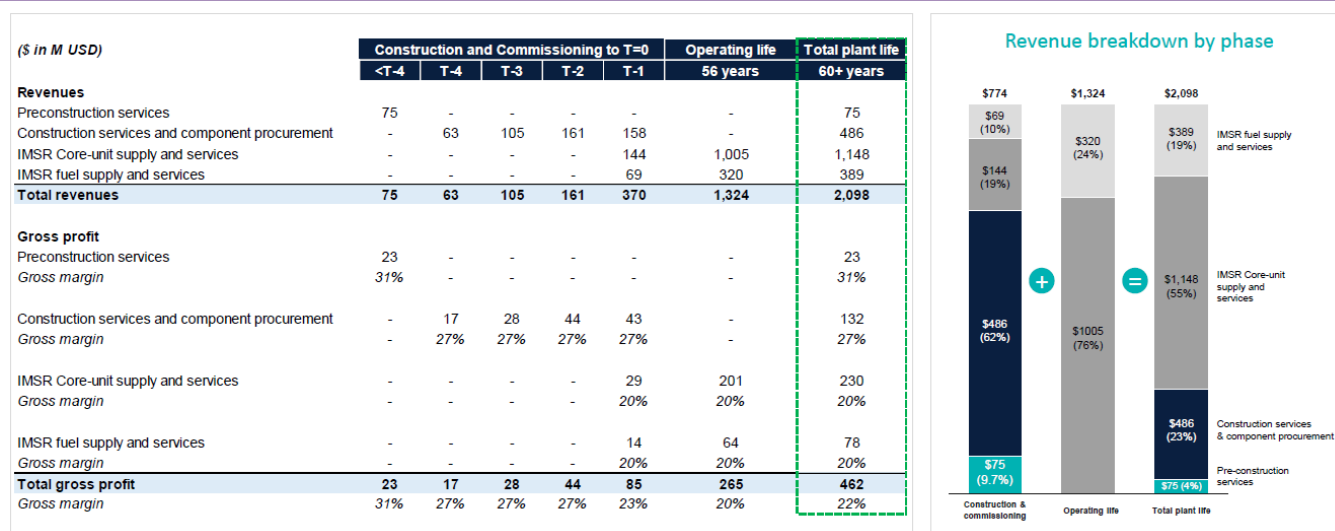 ($ in M USD) Construction and Commissioning to T=0 Operating life Total plant life
<T-4 T-4 T-3 T-2 T-1 56 years 60+ years
Revenues
Preconstruction services 75 - - - - - 75
Construction services and component procurement - 63 105 161 158 - 486
IMSR Core-unit supply and services - - - - 144 1,005 1,148
IMSR fuel supply and services - - - - 69 320 389
Total revenues 75 63 105 161 370 1,324 2,098
Gross profit
Preconstruction services 23 - - - - - 23
Gross margin 31% - - - - - 31%
Construction services and component procurement - 17 28 44 43 - 132
Gross margin - 27% 27% 27% 27% - 27%
IMSR Core-unit supply and services - - - - 29 201 230
Gross margin - - - - 20% 20% 20%
IMSR fuel supply and services - - - - 14 64 78
Gross margin - - - - 20% 20% 20%
Total gross profit 23 17 28 44 85 265 462
Gross margin 31% 27% 27% 27% 23% 20% 22%
Revenue breakdown by phase
$774 $1,324 $2,098
$69
(10%)
$144
(19%)
$486
(62%)
$75
(9.7%)
Construction &
commissioning
+
$320
(24%)
$1005
(76%)
Operating life
=
$389
(19%)
$1,148
(55%)
$486
(23%)
$75 (4%)
Total plant life
IMSR fuel supply
and services
IMSR Core-unit
supply and
services
Construction services
& component procurement
Pre-construction
services